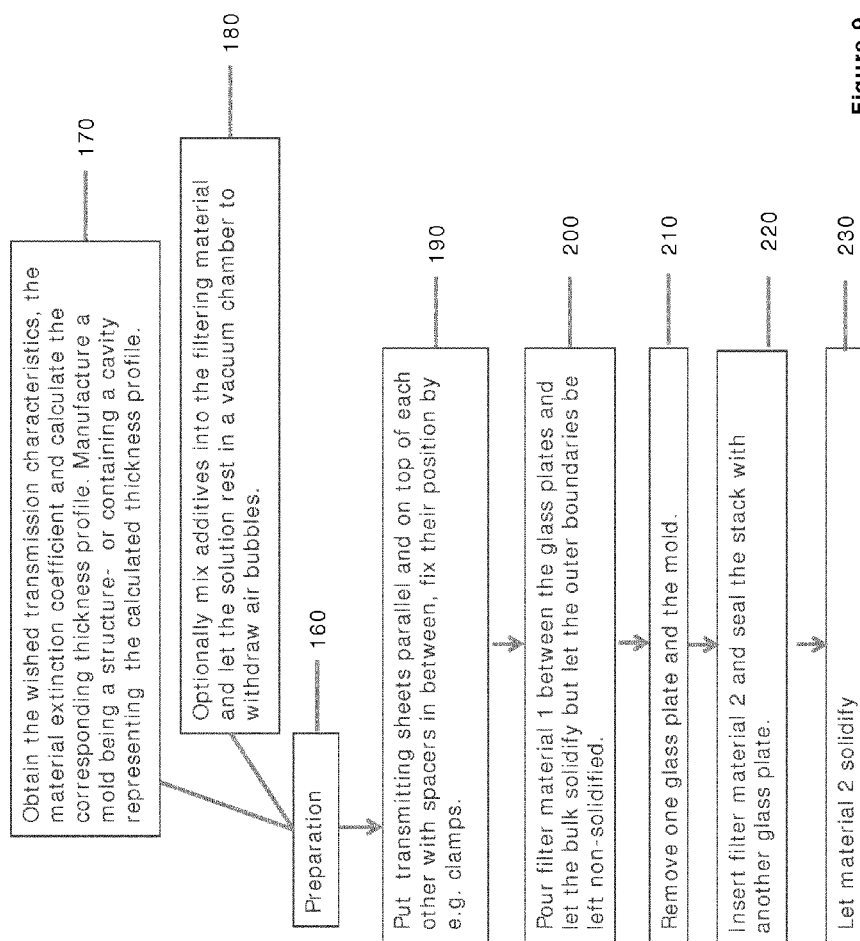 Obtain the wished transmission characteristics, the
material extinction coefficient and calculate the
corresponding thickness profile. Manufacture a
mold being a structure- or containing a cavity
representing the calculated thickness profile.
170
Optionally mix additives into the filtering material
and let the solution rest in a vacuum chamber to
withdraw air bubbles.
180
Preparation
160
Put transmitting sheets parallel and on top of each
other with spacers in between, fix their position by
e.g. clamps.
190
Pour filter material 1 between the glass plates and
let the bulk solidify but let the outer boundaries be
left non-solidified.
200
Remove one glass plate and the mold.
210
Insert filter material 2 and seal the stack with
another glass plate.
220
Let material 2 solidify
230